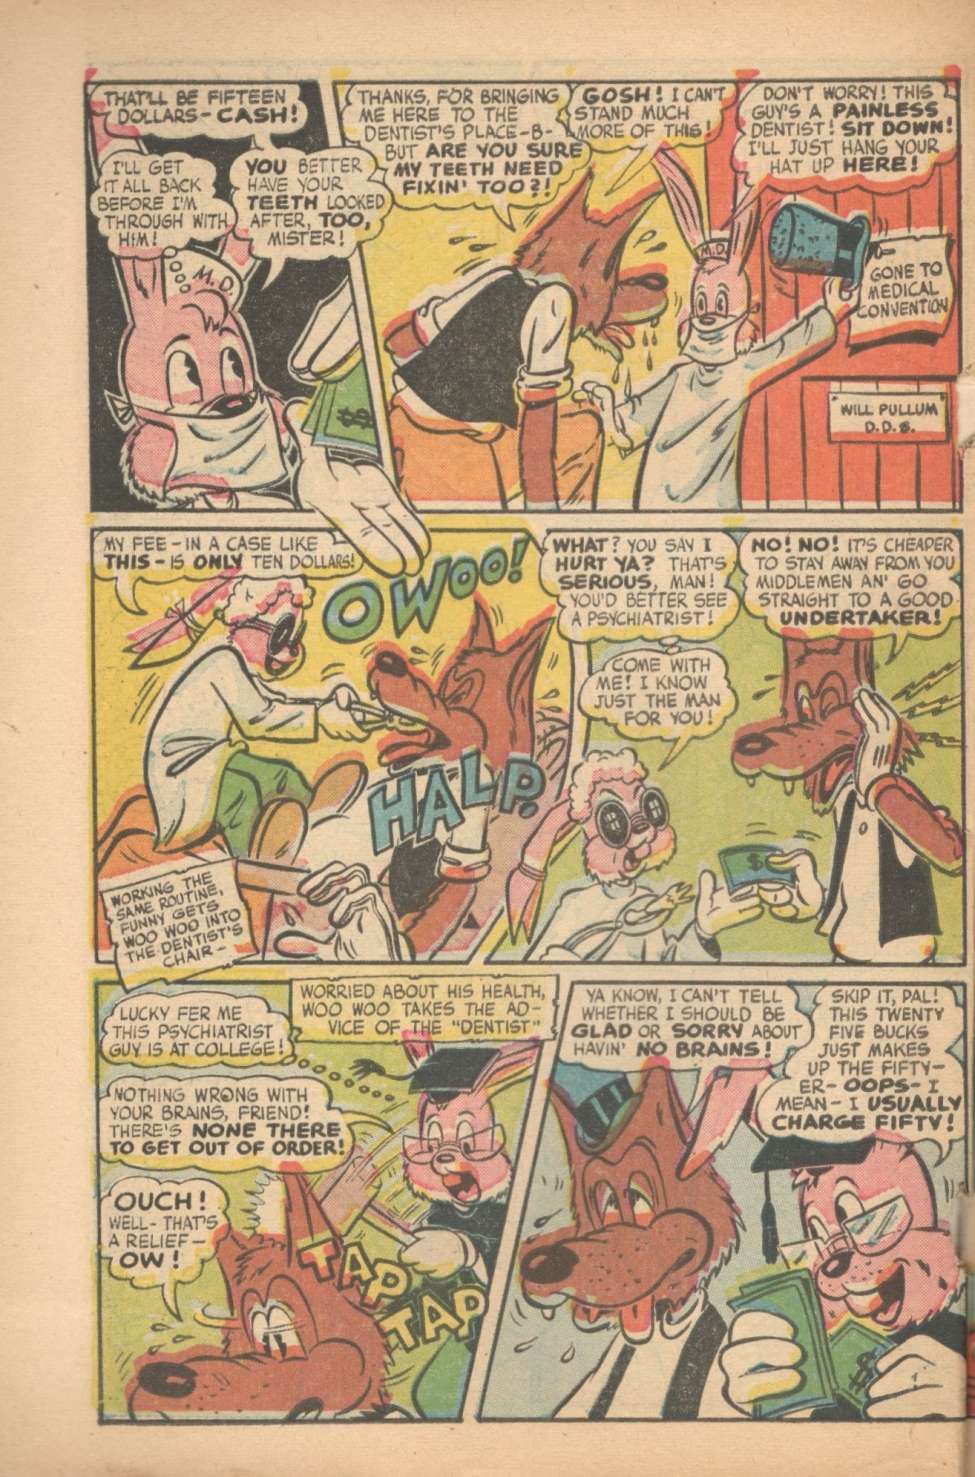 THAT'LL BE FIFTEEN
DOLLARS - CASH!
I'LL GET
IT ALL BACK
BEFORE I'M
THROUGH WITH
HIM!
YOU BETTER
HAVE YOUR
TEETH LOOKED
AFTER, TOO,
MISTER!
M.D.
$$
THANKS, FOR BRINGING
ME HERE TO THE
DENTIST'S PLACE-B-
BUT ARE YOU SURE
MY TEETH NEED
FIXIN' TOO?!
GOSH! I CAN'T
STAND MUCH
MORE OF THIS!
DON'T WORRY! THIS
GUY'S A PAINLESS
DENTIST! SIT DOWN!
I'LL JUST HANG YOUR
HAT UP HERE!
M.D.
GONE TO
MEDICAL
CONVENTION
WILL PULLUM
D.D.S.
MY FEE - IN A CASE LIKE
THIS - IS ONLY TEN DOLLARS!
OWOO!
HALP.
WORKING THE
SAME ROUTINE,
FUNNY GETS
WOO WOO INTO
THE DENTIST'S
CHAIR -
WHAT? YOU SAY I
HURT YA? THAT'S
SERIOUS, MAN!
YOU'D BETTER SEE
A PSYCHIATRIST!
COME WITH
ME! I KNOW
JUST THE MAN
FOR YOU!
NO! NO! IT'S CHEAPER
TO STAY AWAY FROM YOU
MIDDLEMEN AN' GO
STRAIGHT TO A GOOD
UNDERTAKER!
$
LUCKY FER ME
THIS PSYCHIATRIST
GUY IS AT COLLEGE!
WORRIED ABOUT HIS HEALTH,
WOO WOO TAKES THE AD-
VICE OF THE "DENTIST"
NOTHING WRONG WITH
YOUR BRAINS, FRIEND!
THERE'S NONE THERE
TO GET OUT OF ORDER!
OUCH!
WELL - THAT'S
A RELIEF -
OW!
TAP
TAP
YA KNOW, I CAN'T TELL
WHETHER I SHOULD BE
GLAD OR SORRY ABOUT
HAVIN' NO BRAINS!
SKIP IT, PAL!
THIS TWENTY
FIVE BUCKS
JUST MAKES
UP THE FIFTY-
ER- OOPS - I
MEAN - I USUALLY
CHARGE FIFTY!
$